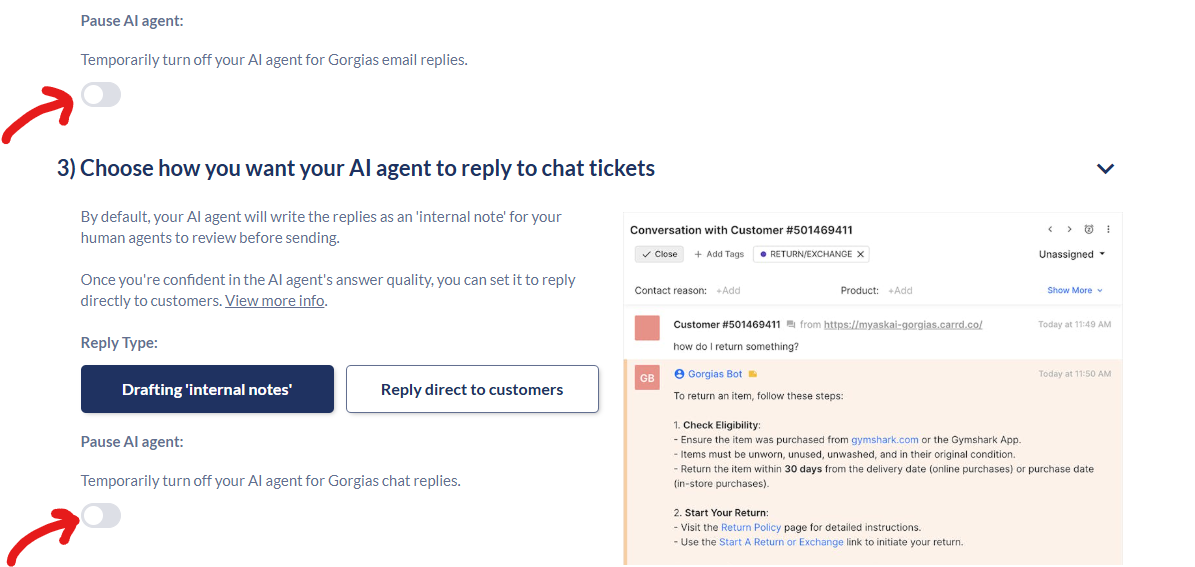 Pause AI agent:
Temporarily turn off your AI agent for Gorgias email replies.
3) Choose how you want your AI agent to reply to chat tickets
By default, your AI agent will write the replies as an 'internal note' for your
human agents to review before sending.
Once you're confident in the AI agent's answer quality, you can set it to reply
directly to customers. View more info.
Reply Type:
Drafting 'internal notes'
Reply direct to customers
Pause AI agent:
Temporarily turn off your AI agent for Gorgias chat replies.
Conversation with Customer #501469411
Close + Add Tags RETURN/EXCHANGE Unassigned
Contact reason: +Add Product: +Add Show More
Customer #501469411 from https://myaskai-gorgias.carrd.co/ Today at 11:49 AM
how do I return something?
GB Gorgias Bot Today at 11:50 AM
To return an item, follow these steps:
1. Check Eligibility:
- Ensure the item was purchased from gymshark.com or the Gymshark App.
- Items must be unworn, unused, unwashed, and in their original condition.
- Return the item within 30 days from the delivery date (online purchases) or purchase date
(in-store purchases).
2. Start Your Return:
- Visit the Return Policy page for detailed instructions.
- Use the Start A Return or Exchange link to initiate your return.